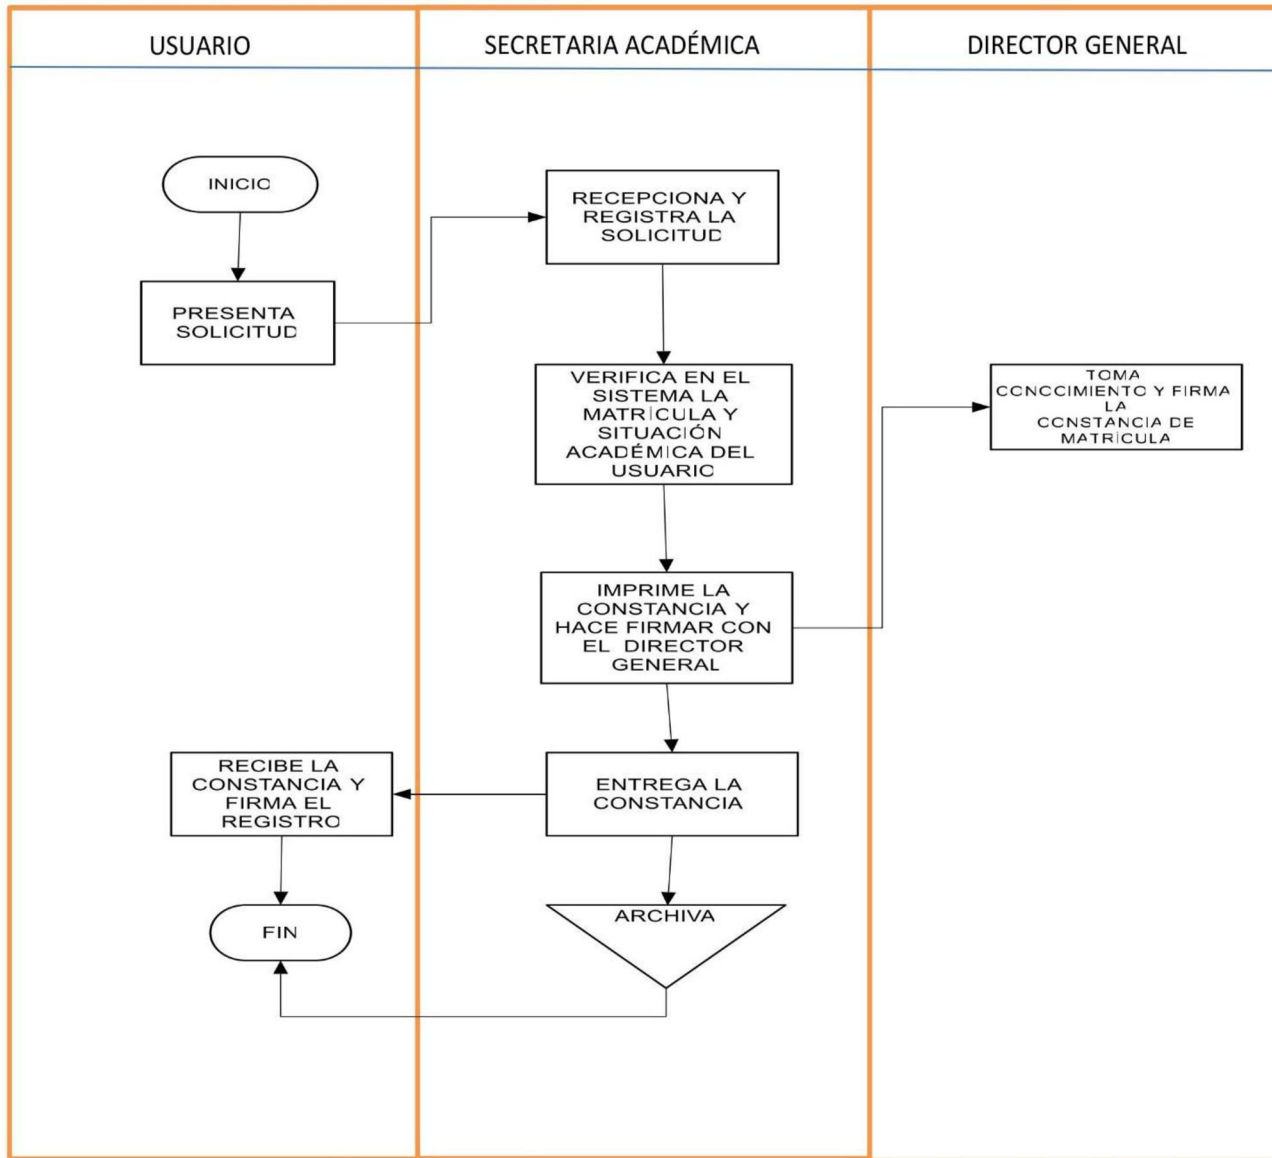 USUARIO
SECRETARIA ACADÉMICA
DIRECTOR GENERAL
INICIO
PRESENTA
SOLICITUD
RECEPCIONA Y
REGISTRA LA
SOLICITUD
VERIFICA EN EL
SISTEMA LA
MATRÍCULA Y
SITUACIÓN
ACADÉMICA DEL
USUARIO
TOMA
CONOCIMIENTO Y FIRMA
LA
CONSTANCIA DE
MATRÍCULA
IMPRIME LA
CONSTANCIA Y
HACE FIRMAR CON
EL DIRECTOR
GENERAL
ENTREGA LA
CONSTANCIA
RECIBE LA
CONSTANCIA Y
FIRMA EL
REGISTRO
ARCHIVA
FIN